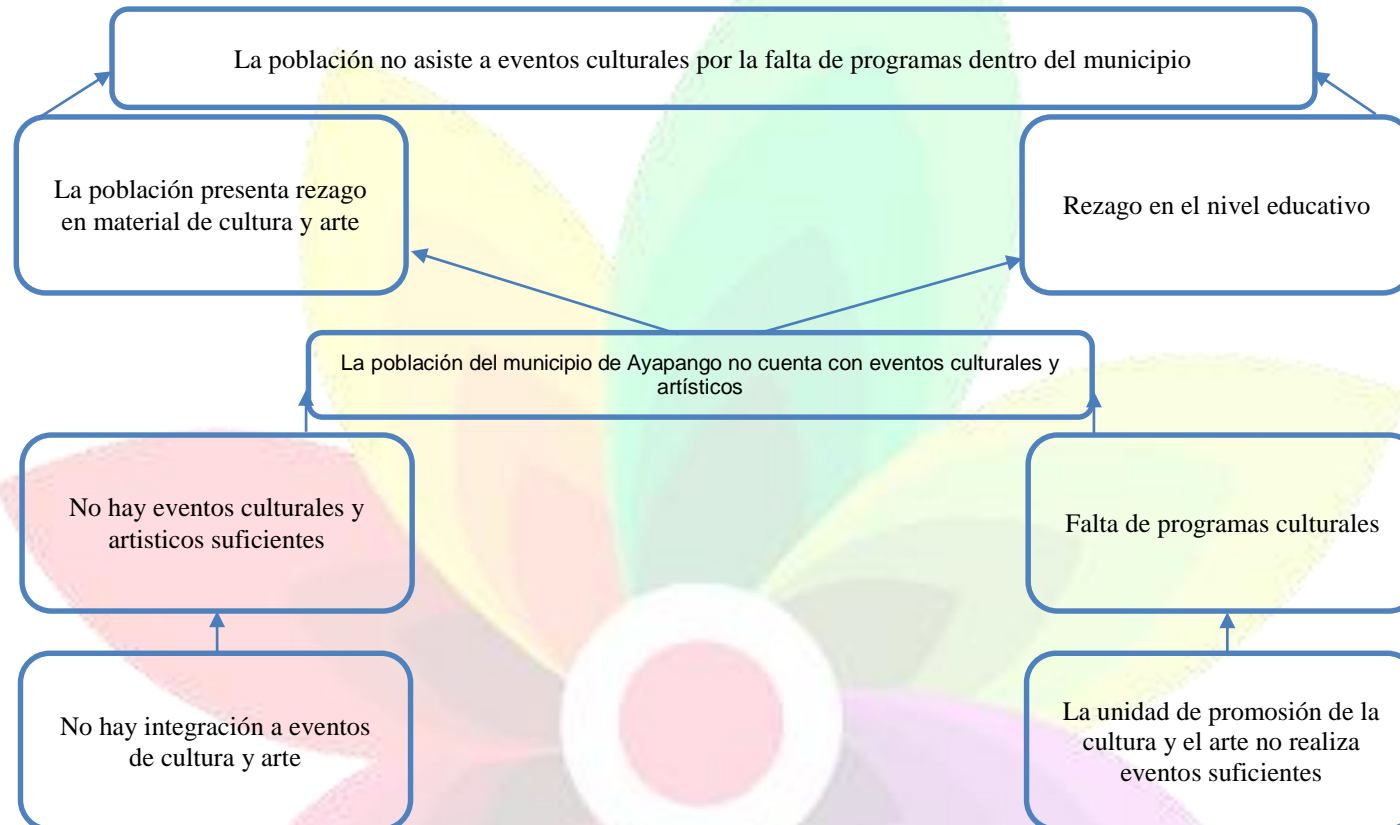 La población no asiste a eventos culturales por la falta de programas dentro del municipio
La población presenta rezago
en material de cultura y arte
Rezago en el nivel educativo
La población del municipio de Ayapango no cuenta con eventos culturales y
artísticos
No hay eventos culturales y
artisticos suficientes
Falta de programas culturales
No hay integración a eventos
de cultura y arte
La unidad de promosión de la
cultura y el arte no realiza
eventos suficientes